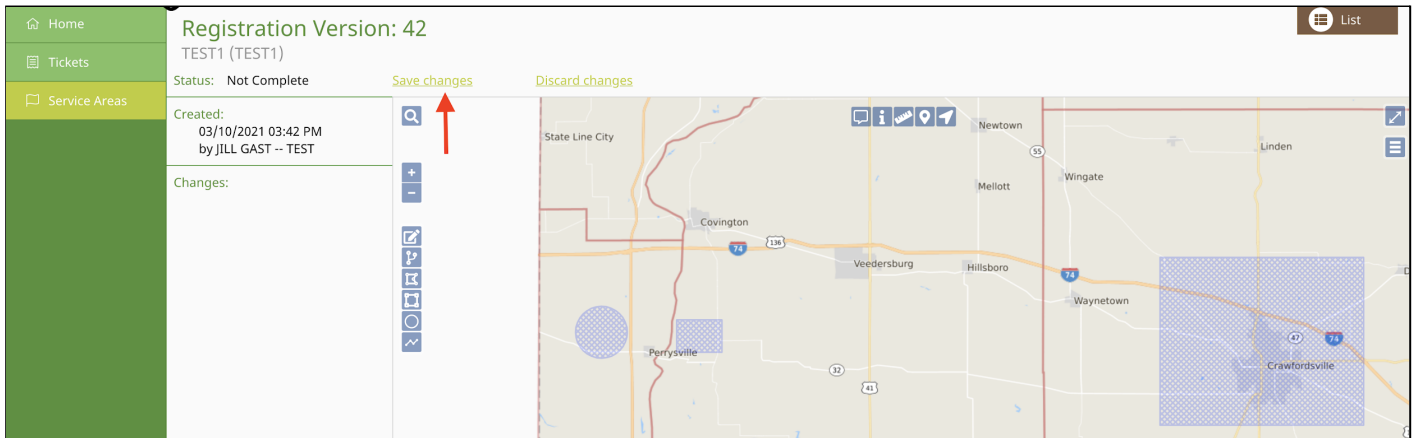 Home
Tickets
Service Areas
Registration Version: 42
TEST1 (TEST1)
List
Status: Not Complete
Save changes
Discard changes
Created:
03/10/2021 03:42 PM
by JILL GAST -- TEST
Changes:
State Line City
Newtown
55
Linden
Wingate
Mellott
Covington
136
74
Veedersburg
Hillsboro
74
Waynetown
47
74
Perrysville
Crawfordsville
32
41